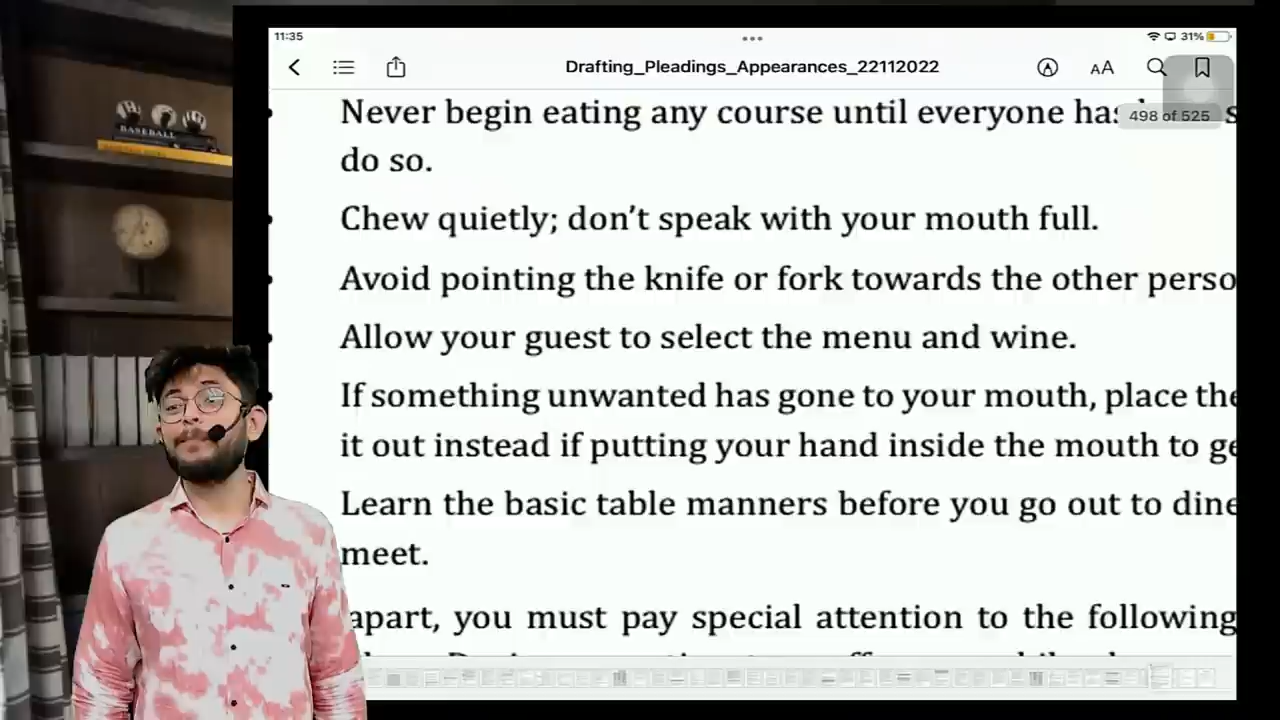 11:35
31%
Drafting_Pleadings_Appearances_22112022
AA
498 of 525
Never begin eating any course until everyone has
do so.
Chew quietly; don't speak with your mouth full.
Avoid pointing the knife or fork towards the other perso
Allow your guest to select the menu and wine.
If something unwanted has gone to your mouth, place the
it out instead if putting your hand inside the mouth to ge
Learn the basic table manners before you go out to dine
meet.
apart, you must pay special attention to the following
BASEBALL